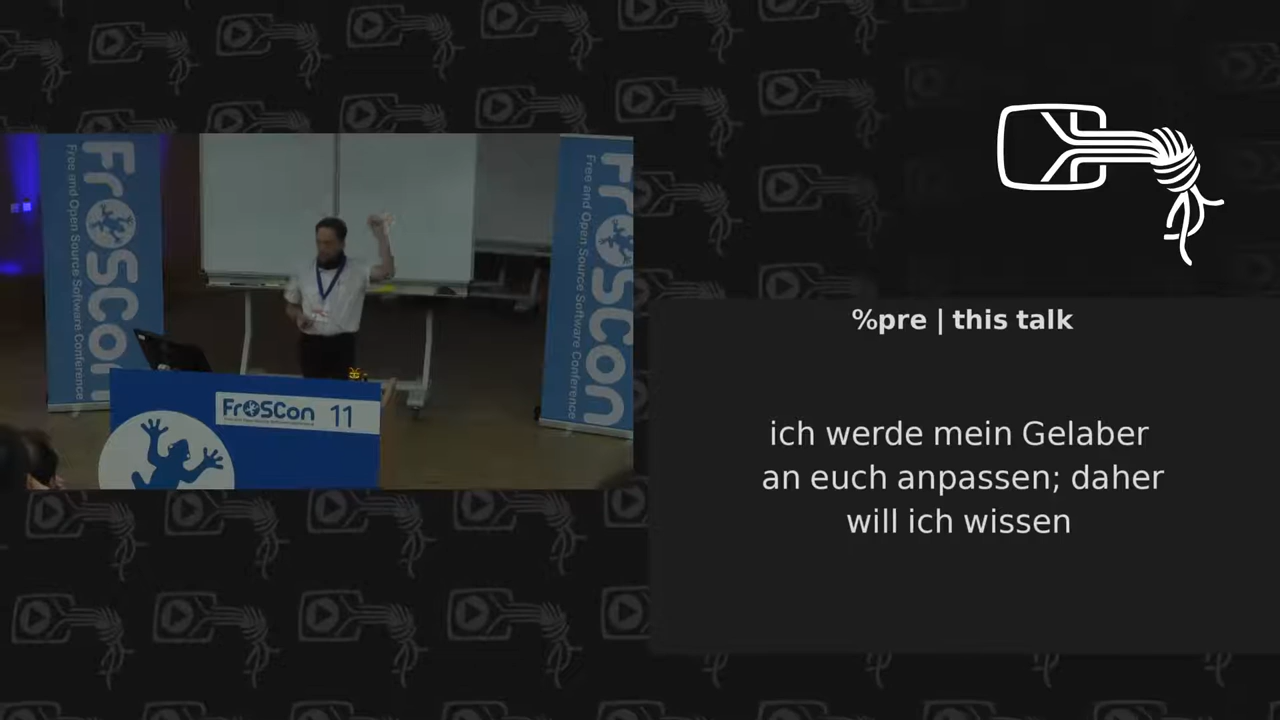 FrOSCon
Free and Open Source Software Conference
FrOSCon
Free and Open Source Software Conference
FrOSCon 11
%pre | this talk
ich werde mein Gelaber
an euch anpassen; daher
will ich wissen